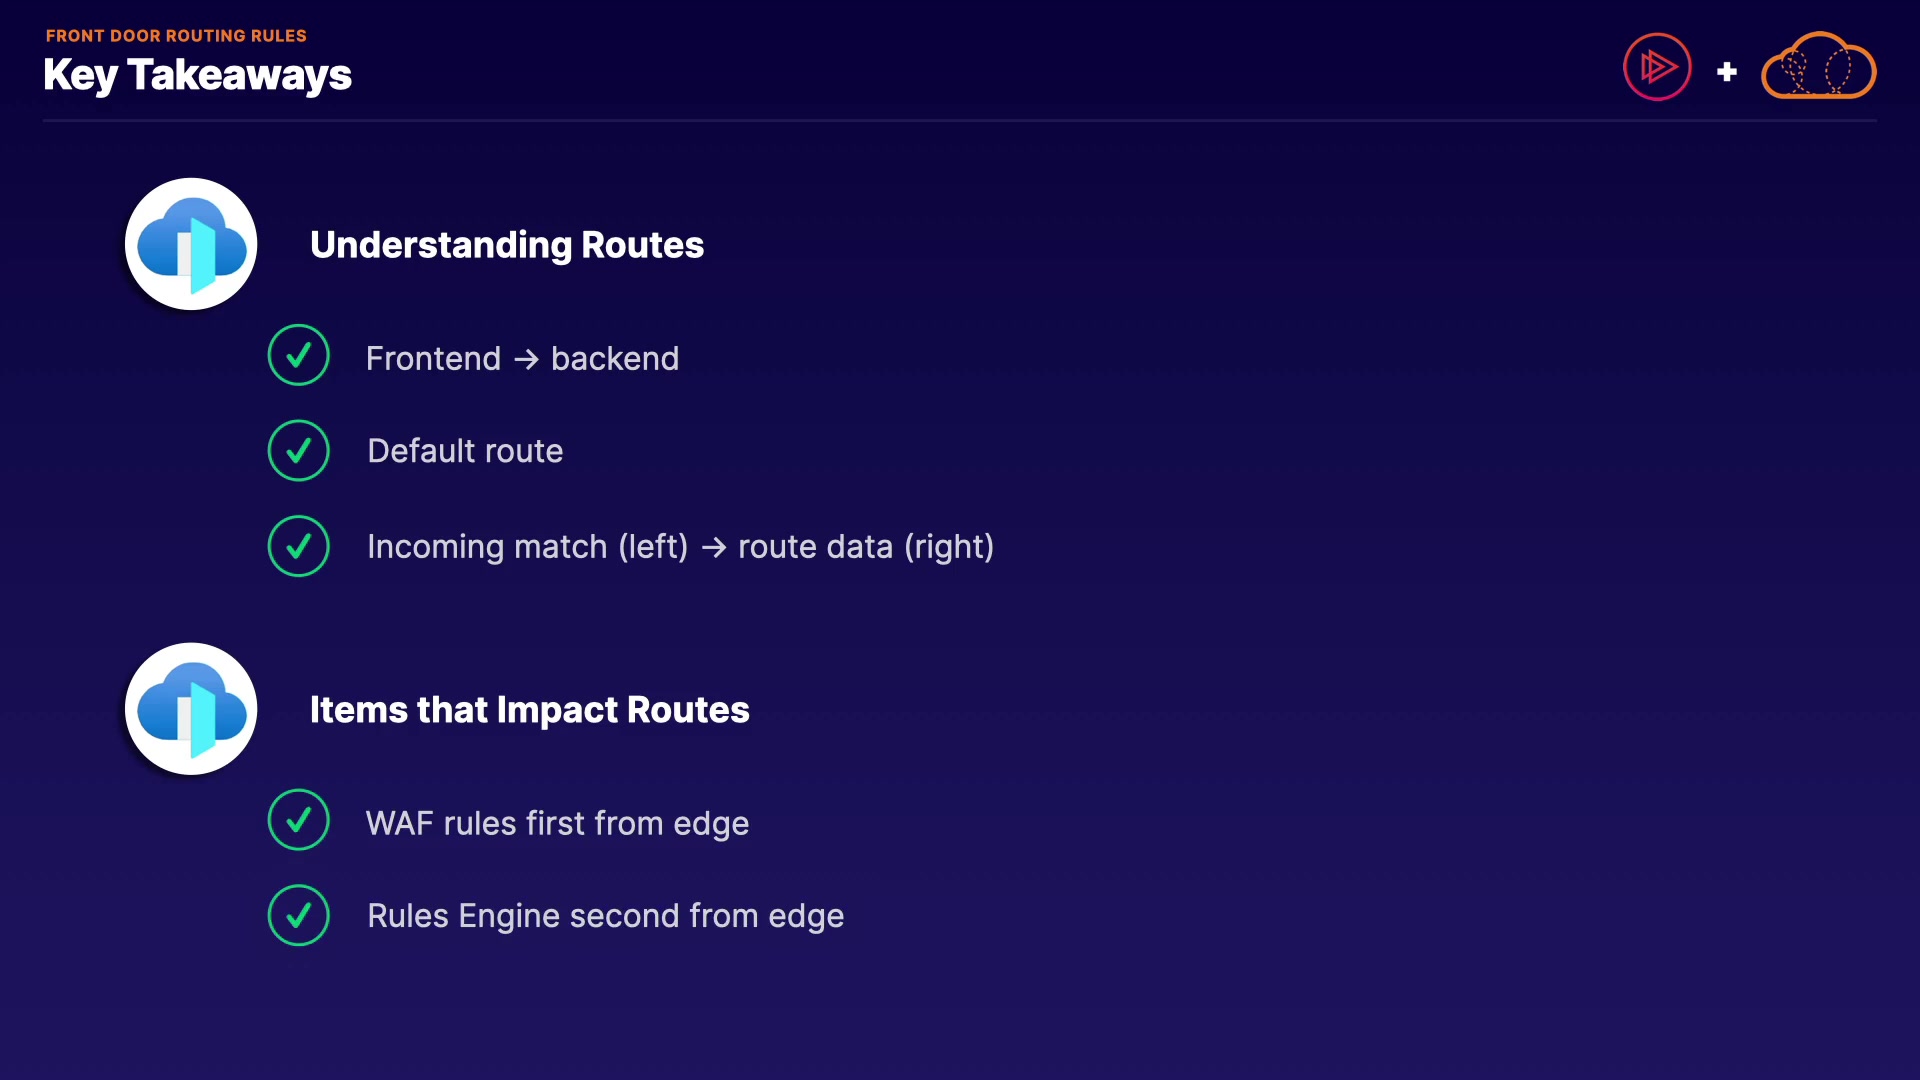 FRONT DOOR ROUTING RULES
Key Takeaways
Understanding Routes
Frontend → backend
Default route
Incoming match (left) → route data (right)
Items that Impact Routes
WAF rules first from edge
Rules Engine second from edge